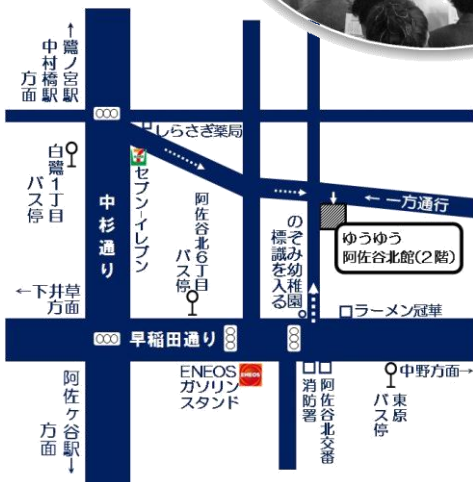 ↑鷺ノ宮駅
中村橋駅
方面
しらさぎ薬局
白鷺1丁目
バス停
中杉通り
7
ELEVEN
セブン-イレブン
阿佐谷北6丁目
バス停
のぞみ幼稚園。
標識を入る
← 一方通行
ゆうゆう
阿佐谷北館(2階)
←下井草
方面
ラーメン冠華
早稲田通り
ENEOS
ガソリン
スタンド
ENEOS
消防署
阿佐谷北交番
中野方面→
東原
バス停
阿佐ヶ谷駅↓
方面